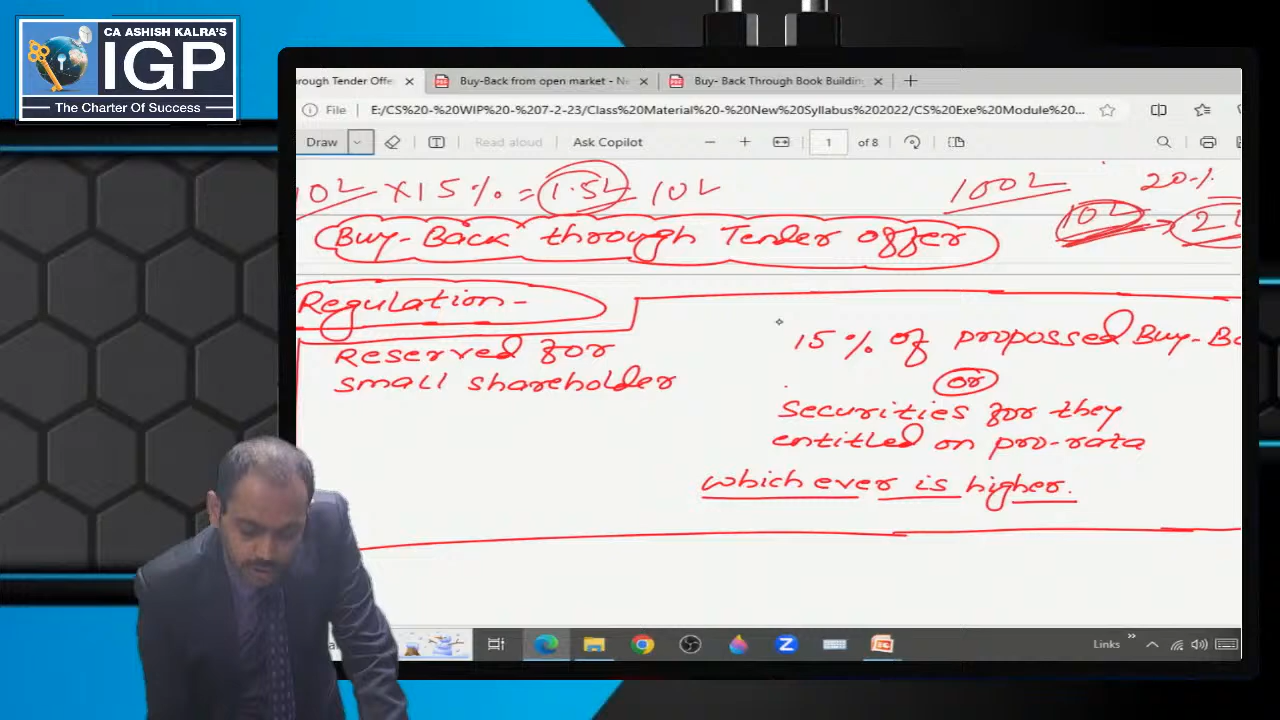 CA ASHISH KALRA'S
IGP
The Charter Of Success
hrough Tender Offe
Buy-Back from open market - Ne
Buy- Back Through Book Buildin
File
E:/CS%20-%20WIP%20-%207-2-23/Class%20Material%20-%20New%20Syllabus%202022/CS%20Exe%20Module%20...
Draw
Read aloud
Ask Copilot
1
of 8
10L × 15% = 1.5L 10L
100L
20%
10L
2L
Buy-Back through Tender offer
Regulation-
Reserved for
small shareholder
15% of propossed Buy-Ba
or
securities for they
entitled on pro-rata
whichever is higher.
Links